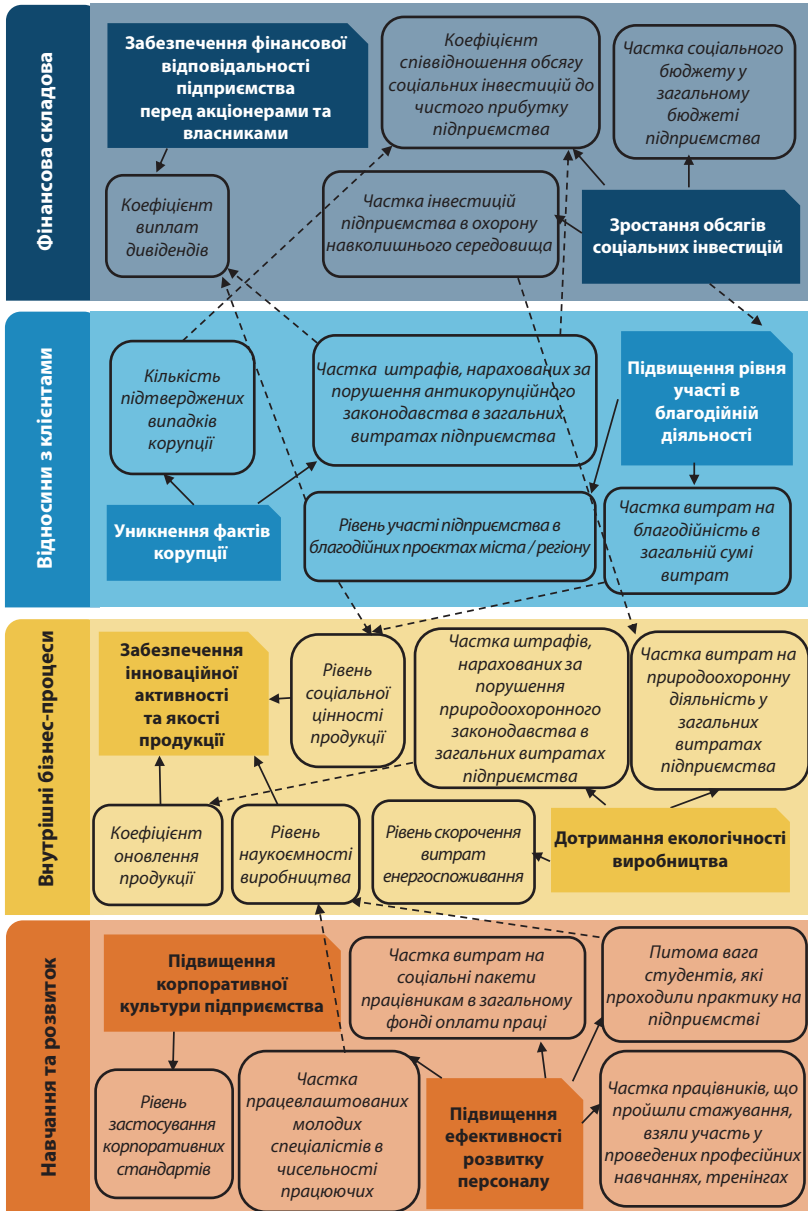 Фінансова складова
Забезпечення фінансової
відповідальності
підприємства
перед акціонерами та
власниками
Коефіцієнт
співвідношення обсягу
соціальних інвестицій до
чистого прибутку
підприємства
Частка соціального
бюджету у
загальному
бюджеті
підприємства
Коефіцієнт
виплат
дивідендів
Частка інвестицій
підприємства в охорону
навколишнього середовища
Зростання обсягів
соціальних інвестицій
Відносини з клієнтами
Кількість
підтверджених
випадків
корупції
Частка штрафів, нарахованих за
порушення антикорупційного
законодавства в загальних
витратах підприємства
Підвищення рівня
участі в
благодійній
діяльності
Уникнення фактів
корупції
Рівень участі підприємства в
благодійних проєктах міста / регіону
Частка витрат на
благодійність в
загальній сумі
витрат
Внутрішні бізнес-процеси
Забезпечення
інноваційної
активності
та якості
продукції
Рівень
соціальної
цінності
продукції
Частка штрафів,
нарахованих за
порушення
природоохоронного
законодавства в
загальних витратах
підприємства
Частка витрат на
природоохоронну
діяльність у
загальних
витратах
підприємства
Коефіцієнт
оновлення
продукції
Рівень
наукоємності
виробництва
Рівень скорочення
витрат
енергоспоживання
Дотримання екологічності
виробництва
Навчання та розвиток
Підвищення
корпоративної
культури підприємства
Частка витрат на
соціальні пакети
працівникам в загальному
фонді оплати праці
Питома вага
студентів, які
проходили практику на
підприємстві
Рівень
застосування
корпоративних
стандартів
Частка
працевлаштованих
молодих
спеціалістів в
чисельності
працюючих
Підвищення
ефективності
розвитку
персоналу
Частка працівників, що
пройшли стажування,
взяли участь у
проведених професійних
навчаннях, тренінгах